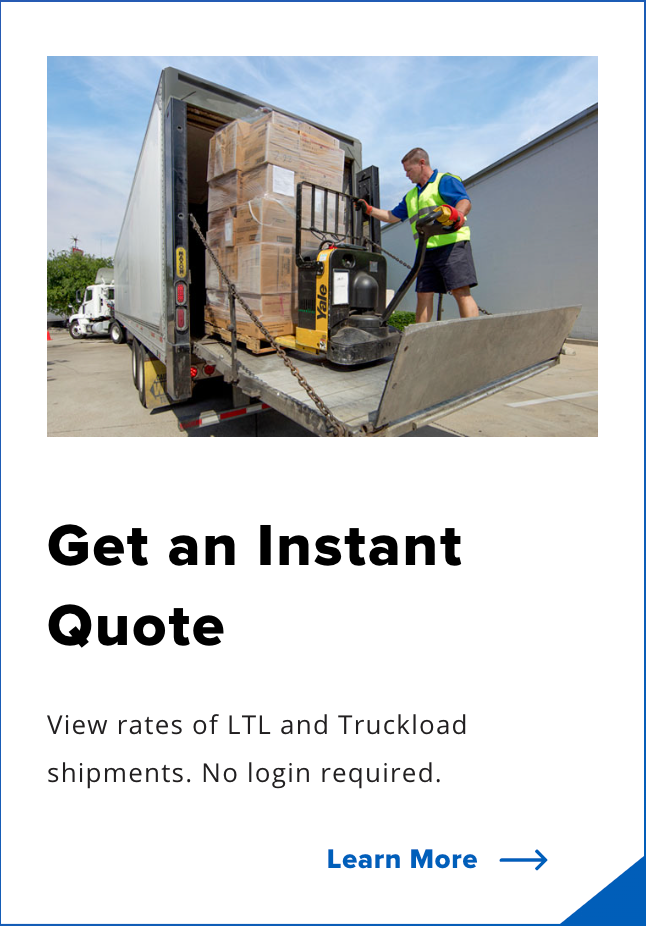 Yale
Get an Instant
Quote
View rates of LTL and Truckload
shipments. No login required.
Learn More